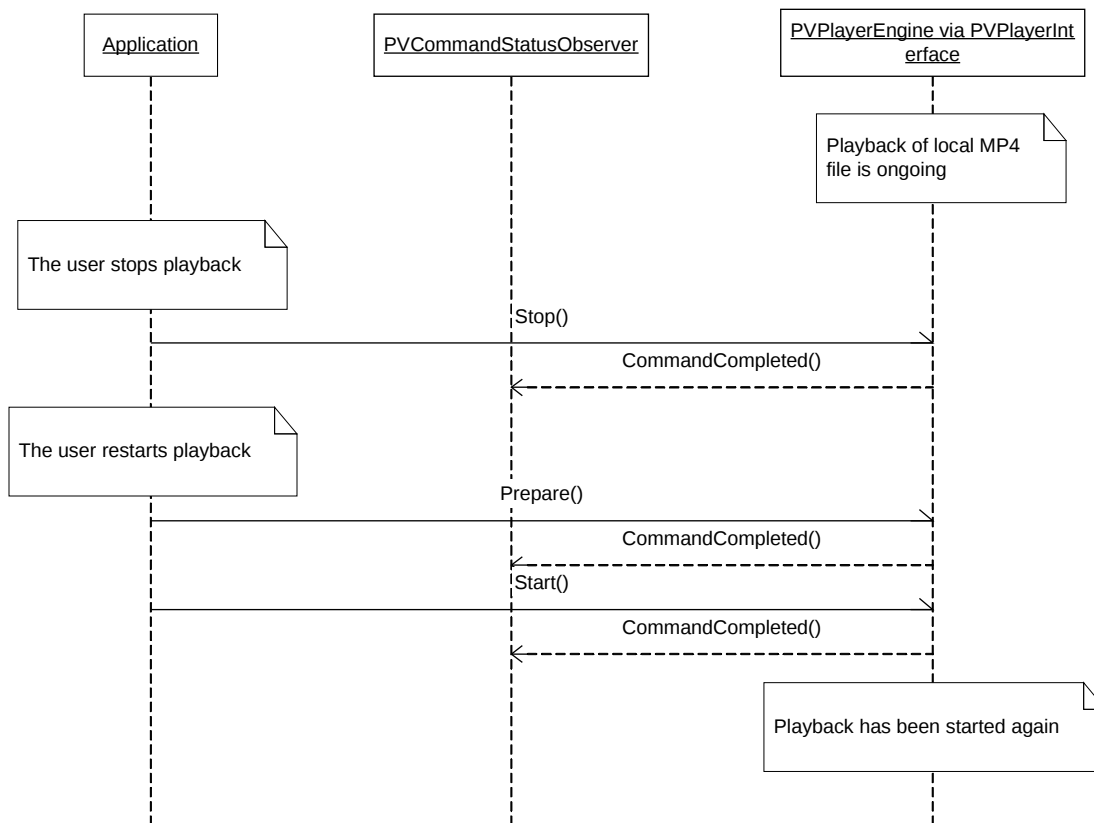 Application
PVCommandStatusObserver
PVPlayerEngine via PVPlayerInt
erface
Playback of local MP4
file is ongoing
The user stops playback
Stop()
CommandCompleted()
The user restarts playback
Prepare()
CommandCompleted()
Start()
CommandCompleted()
Playback has been started again